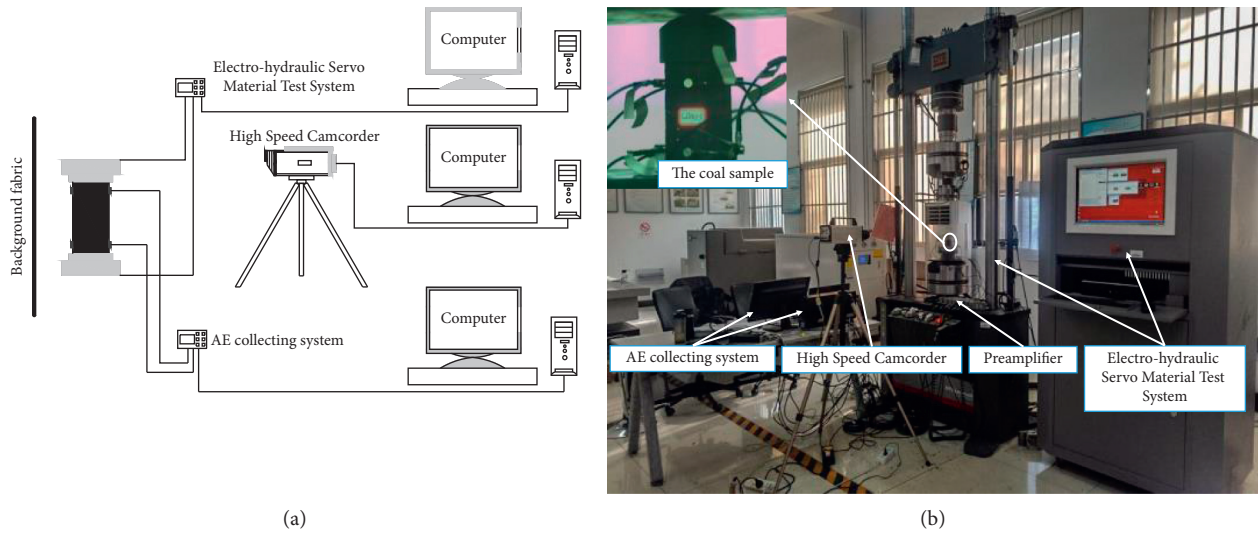 Computer
Electro-hydraulic Servo
Material Test System
High Speed Camcorder
Computer
Background fabric
AE collecting system
Computer
The coal sample
AE collecting system
High Speed Camcorder
Preamplifier
Electro-hydraulic
Servo Material Test
System
(a)
(b)